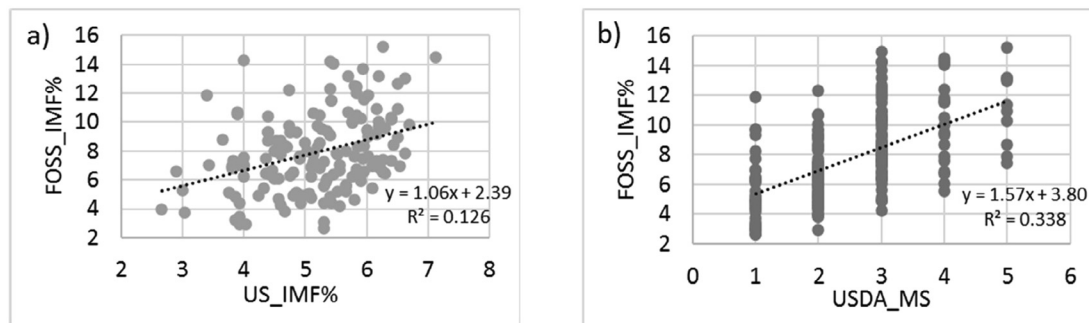 a)
16
14
12
10
8
6
4
2
FOSS_IMF%
y = 1.06x + 2.39
R² = 0.126
2 3 4 5 6 7 8
US_IMF%
b)
16
14
12
10
8
6
4
2
FOSS_IMF%
y = 1.57x + 3.80
R² = 0.338
0 1 2 3 4 5 6
USDA_MS